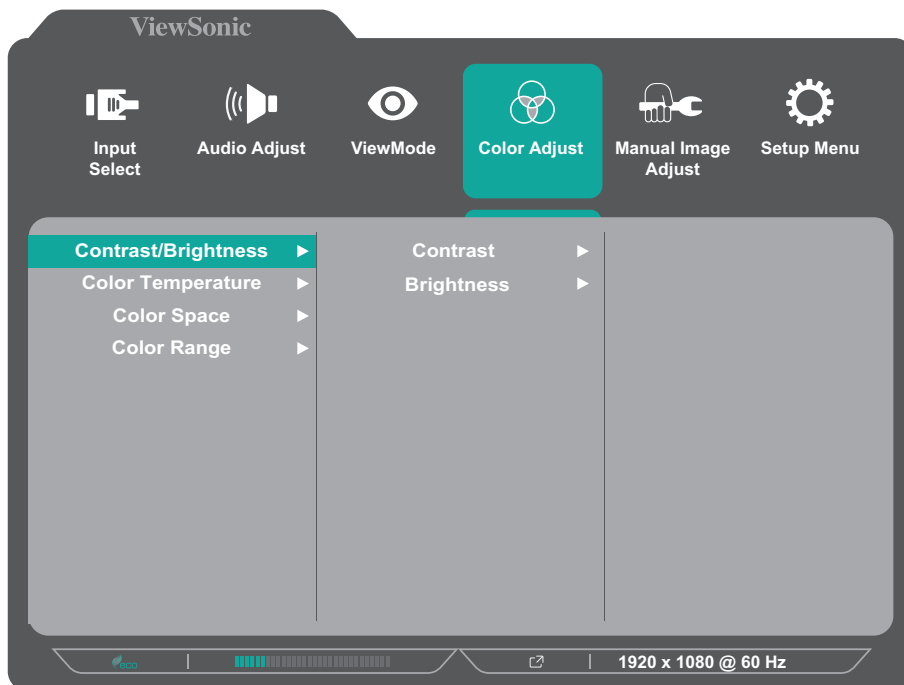 ViewSonic
Input
Select
Audio Adjust
ViewMode
Color Adjust
Manual Image
Adjust
Setup Menu
Contrast/Brightness
Color Temperature
Color Space
Color Range
Contrast
Brightness
eco
1920 x 1080 @ 60 Hz